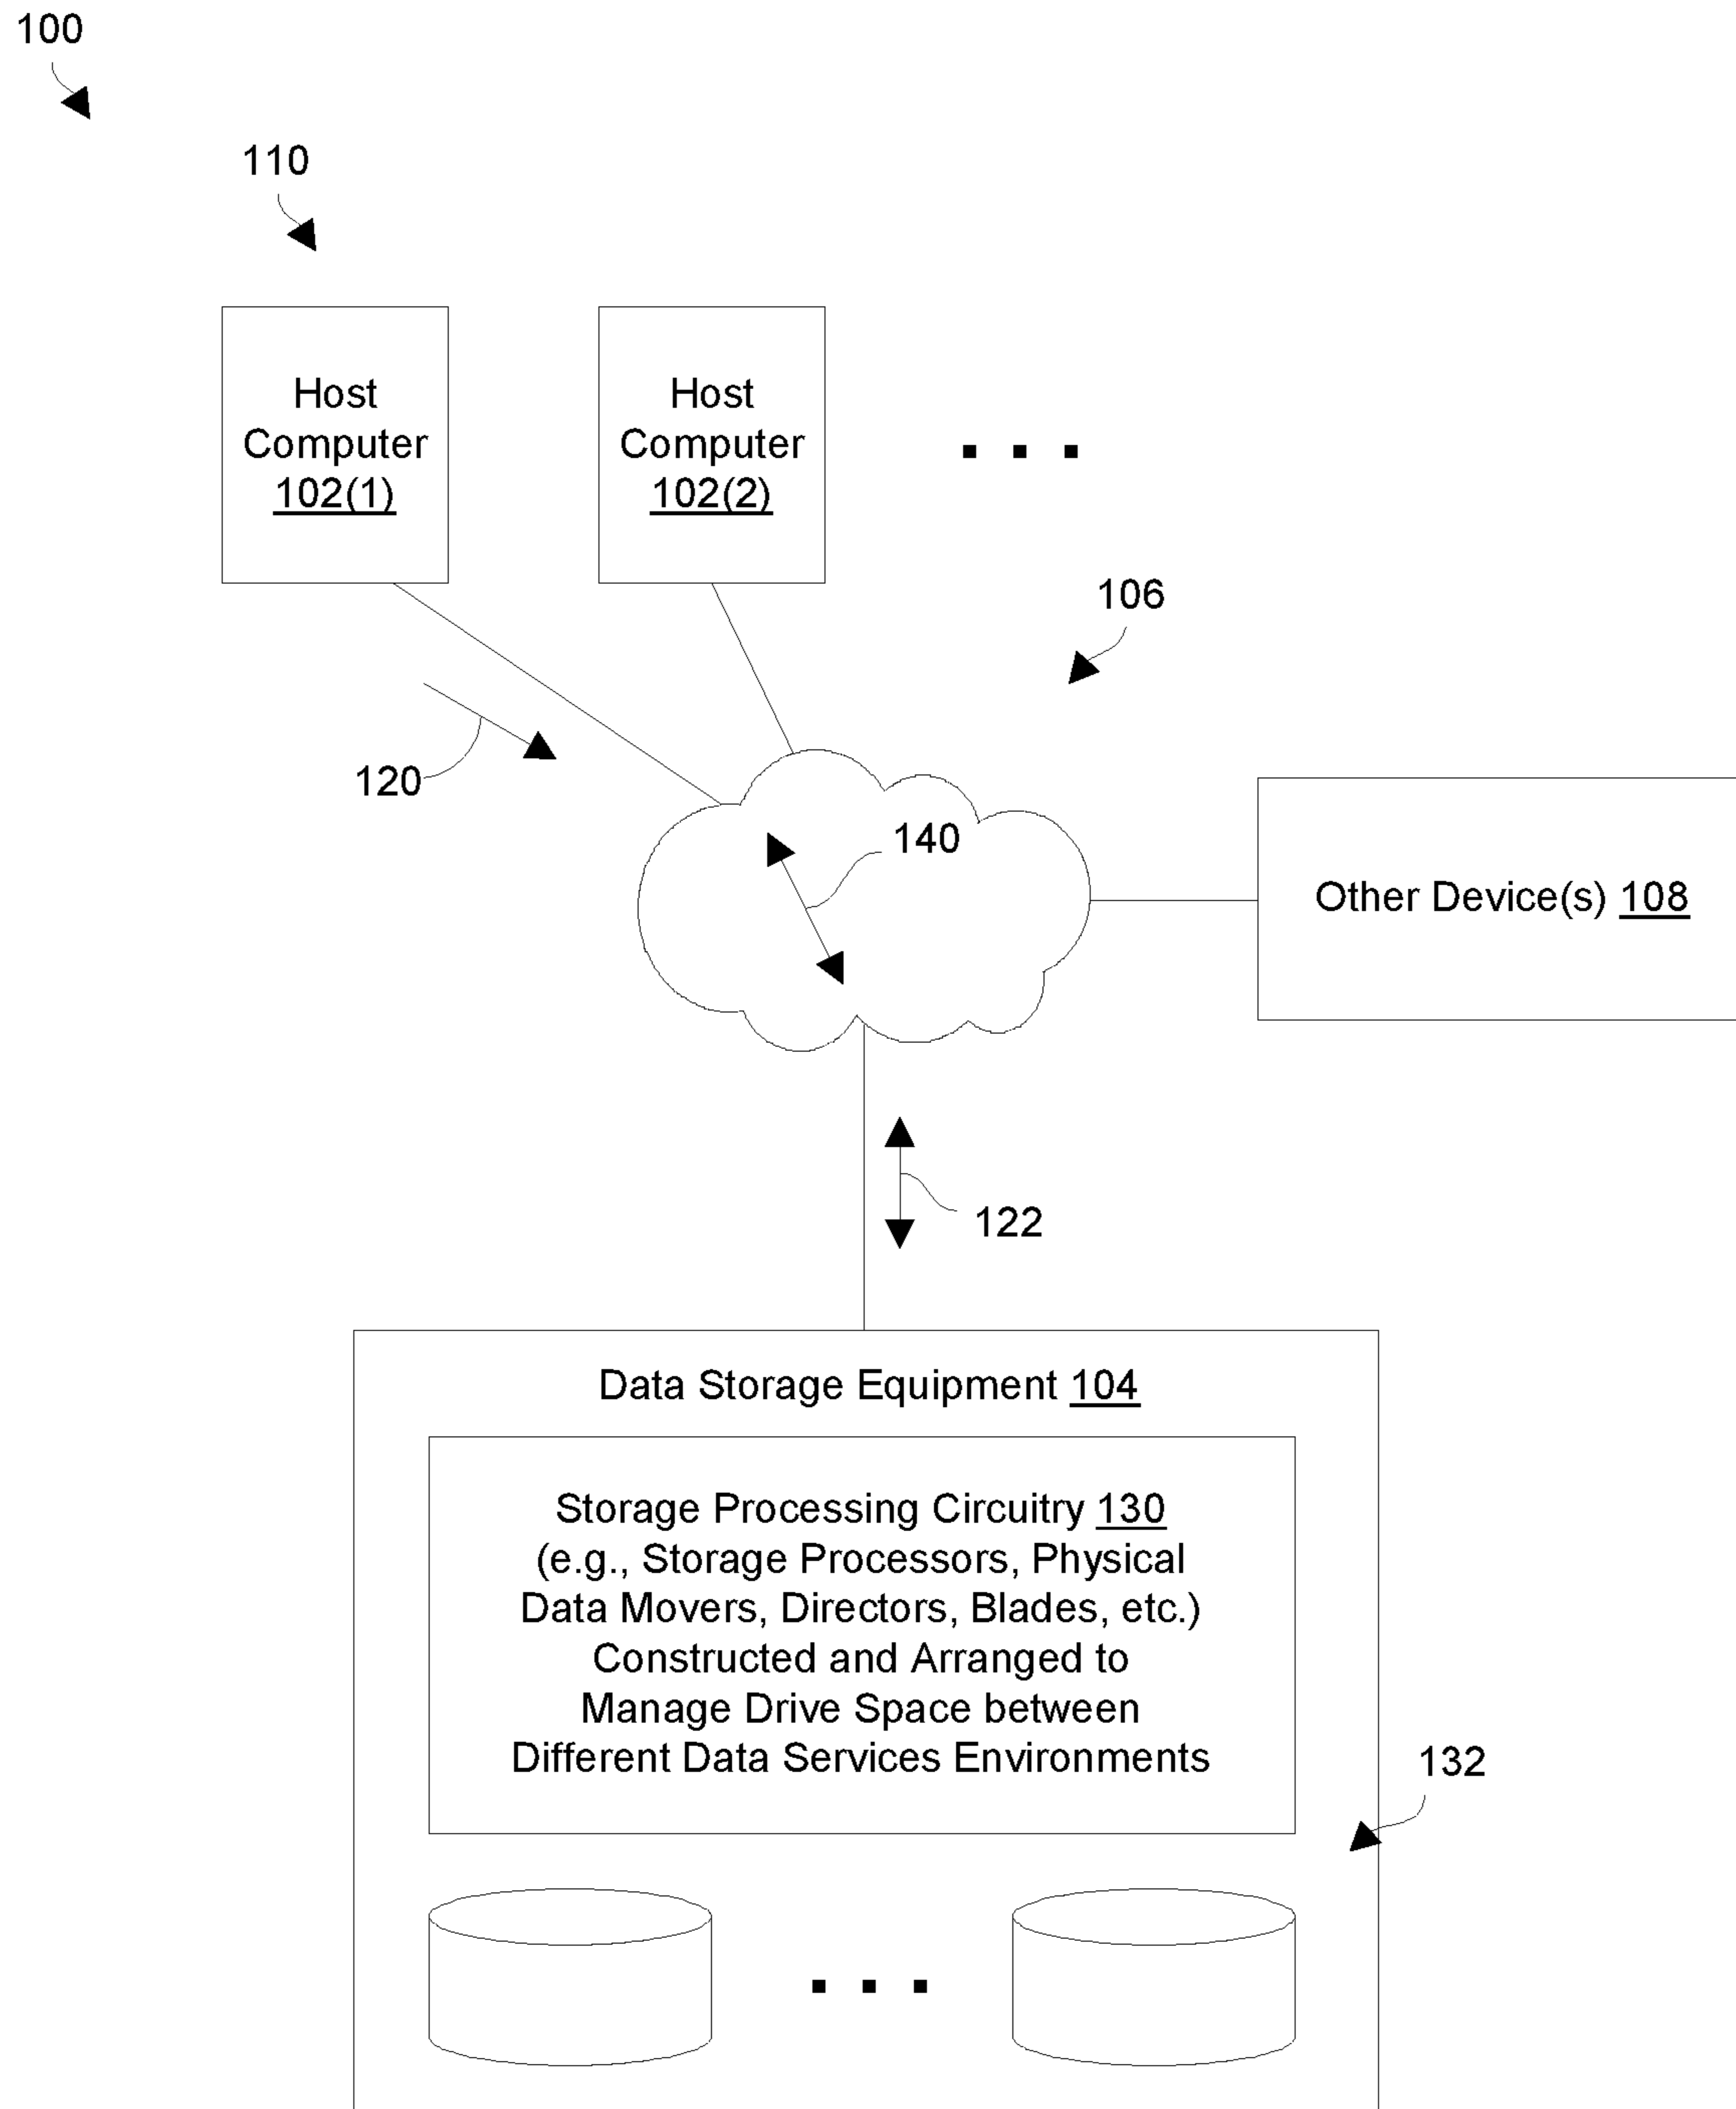 100
110
Host
Computer
102(1)
Host
Computer
102(2)
106
120
140
Other Device(s) 108
122
Data Storage Equipment 104
Storage Processing Circuitry 130
(e.g., Storage Processors, Physical
Data Movers, Directors, Blades, etc.)
Constructed and Arranged to
Manage Drive Space between
Different Data Services Environments
132